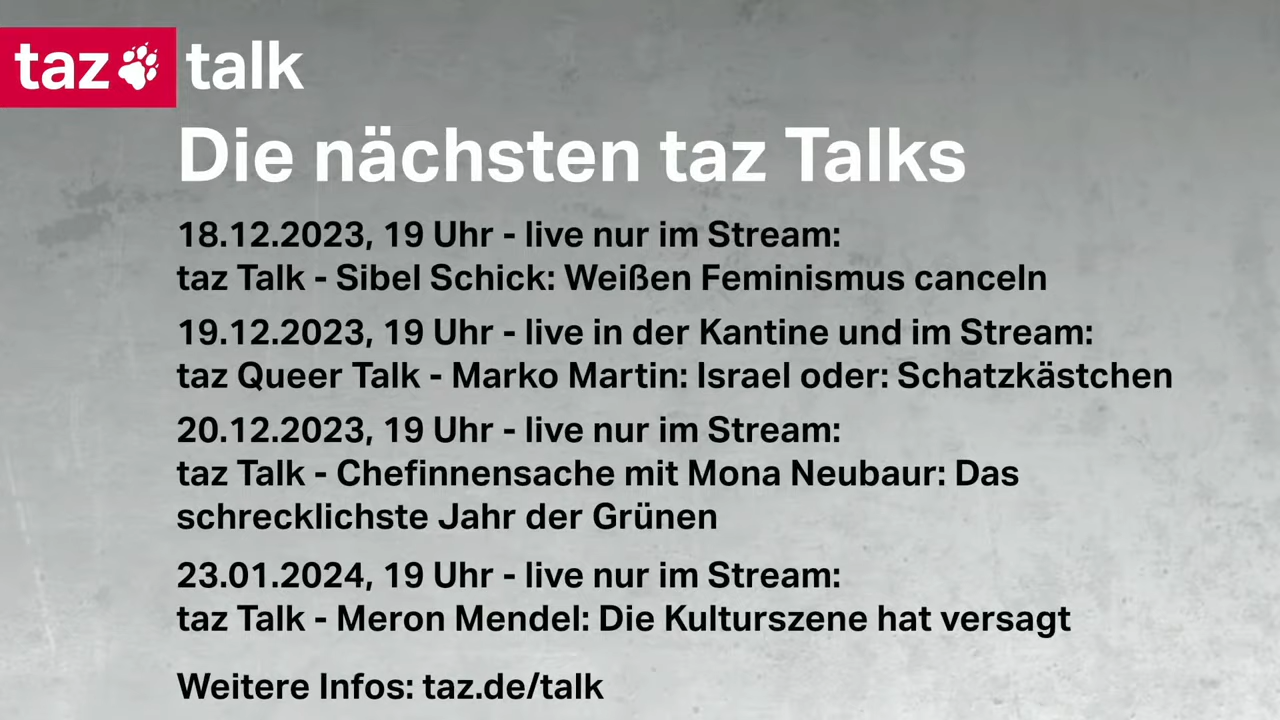 taz talk
Die nächsten taz Talks
18.12.2023, 19 Uhr - live nur im Stream:
taz Talk - Sibel Schick: Weißen Feminismus canceln
19.12.2023, 19 Uhr - live in der Kantine und im Stream:
taz Queer Talk - Marko Martin: Israel oder: Schatzkästchen
20.12.2023, 19 Uhr - live nur im Stream:
taz Talk - Chefinnensache mit Mona Neubaur: Das
schrecklichste Jahr der Grünen
23.01.2024, 19 Uhr - live nur im Stream:
taz Talk - Meron Mendel: Die Kulturszene hat versagt
Weitere Infos: taz.de/talk